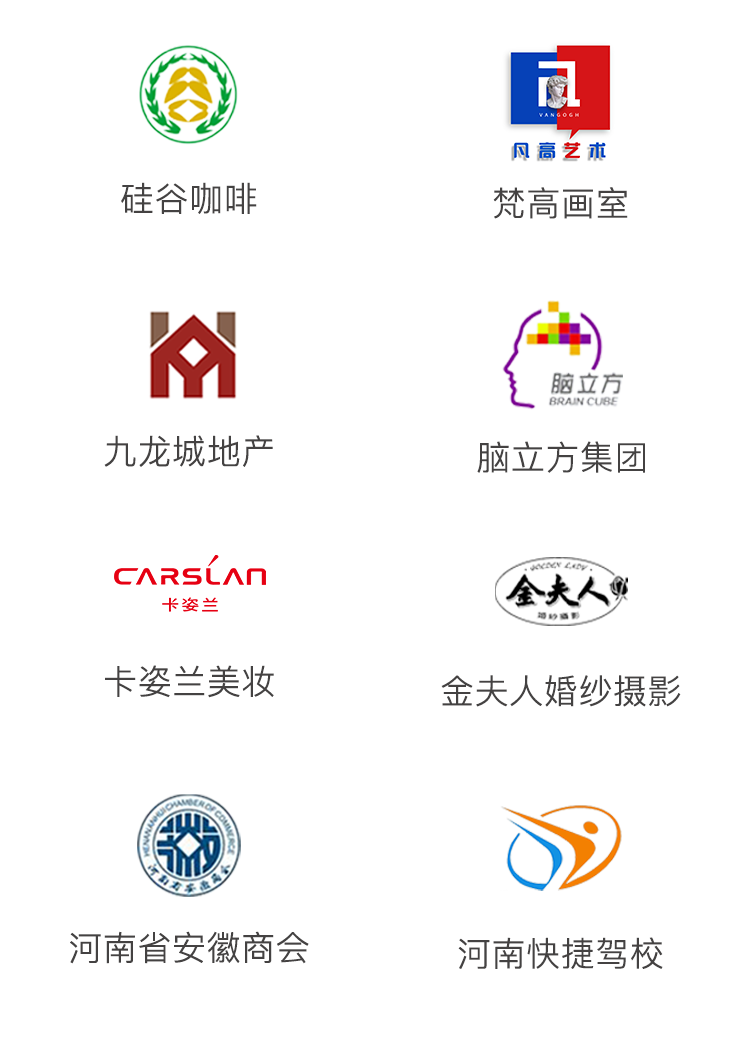 VANGOGH
凡高艺术
硅谷咖啡
梵高画室
脑立方
BRAIN CUBE
九龙城地产
脑立方集团
CARSLAN
卡姿兰
GOLDEN LADY
金夫人
婚纱摄影
卡姿兰美妆
金夫人婚纱摄影
HENANANHUI CHAMBER OF COMMERCE
河南省安徽商会
河南省安徽商会
河南快捷驾校